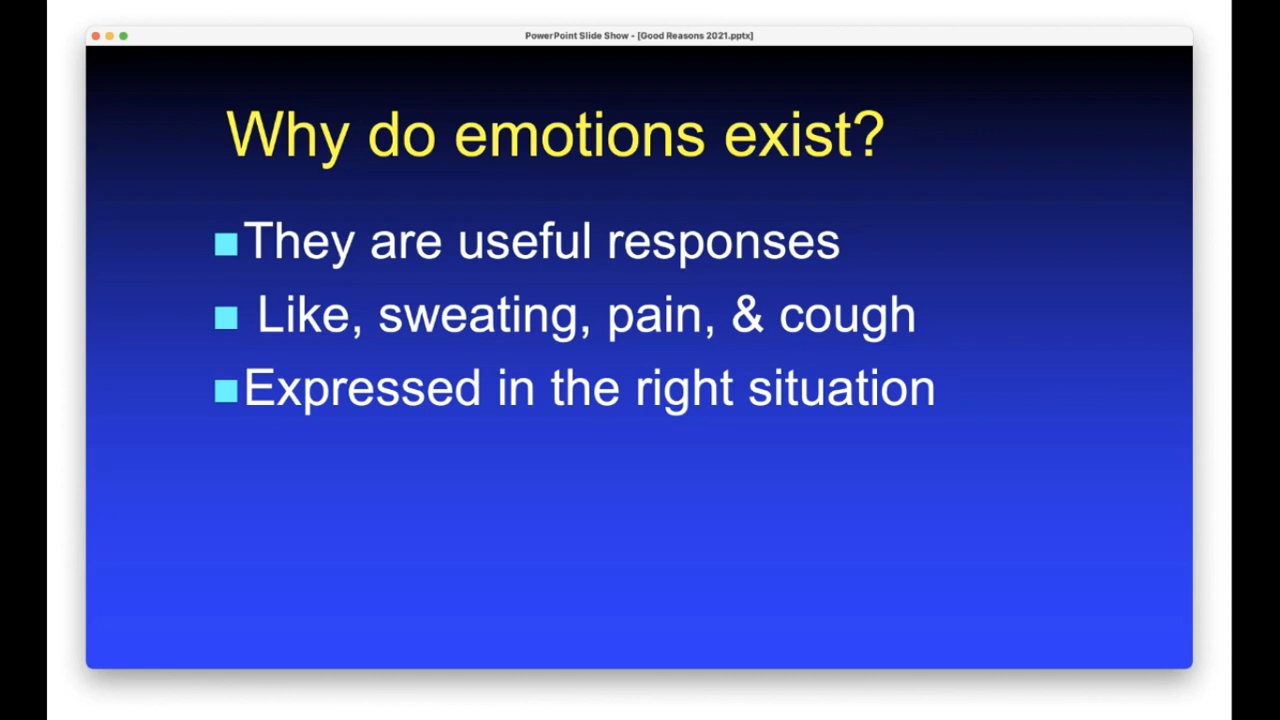 PowerPoint Slide Show - [Good Reasons 2021.pptx]
Why do emotions exist?
They are useful responses
Like, sweating, pain, & cough
Expressed in the right situation